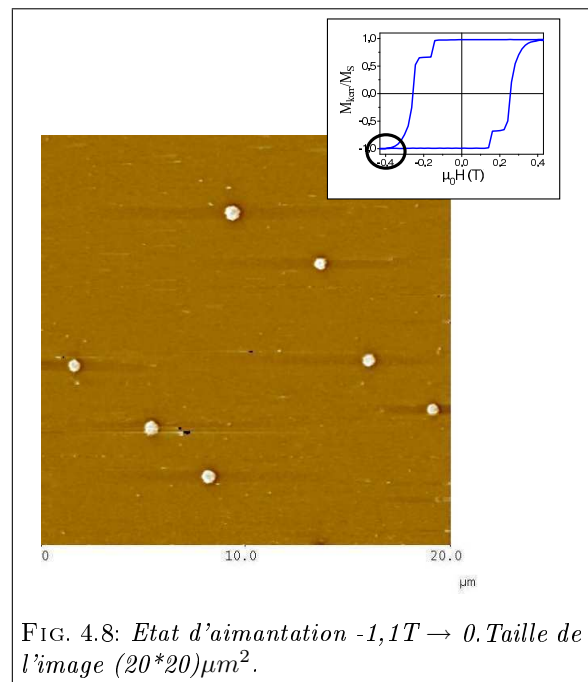 1,0
0,5
0,0
-0,5
-1,0
M_Kerr/M_S
-0,4 -0,2 0,0 0,2 0,4
μ₀H (T)
0 10.0 20.0
μm
FIG. 4.8: Etat d'aimantation -1,1T → 0.Taille de
l'image (20*20)μm².